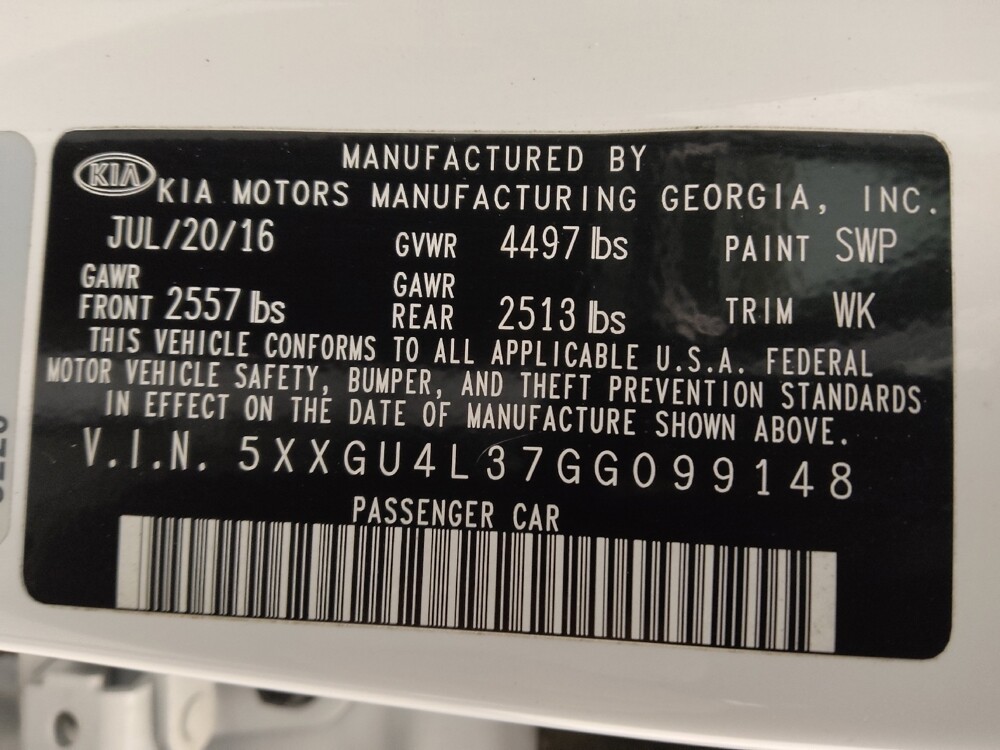 MANUFACTURED BY
KIA KIA MOTORS MANUFACTURING GEORGIA, INC.
JUL/20/16 GVWR 4497 lbs PAINT SWP
GAWR FRONT 2557 lbs GAWR REAR 2513 lbs TRIM WK
THIS VEHICLE CONFORMS TO ALL APPLICABLE U.S.A. FEDERAL
MOTOR VEHICLE SAFETY, BUMPER, AND THEFT PREVENTION STANDARDS
IN EFFECT ON THE DATE OF MANUFACTURE SHOWN ABOVE.
V.I.N. 5XXGU4L37GG099148
PASSENGER CAR